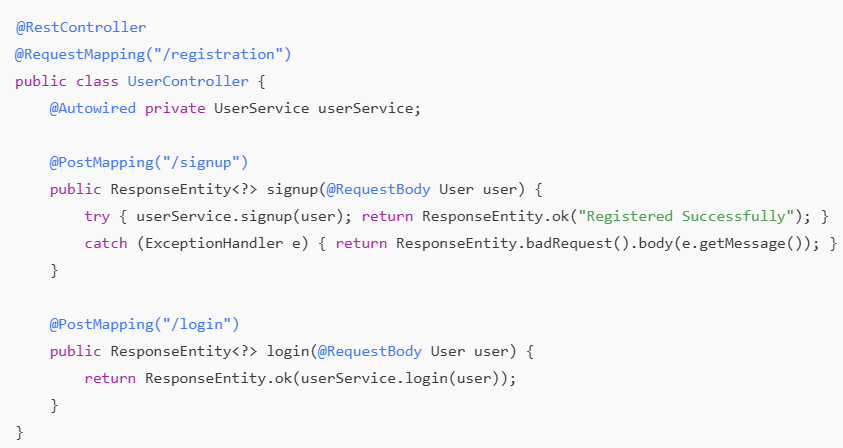 @RestController
@RequestMapping("/registration")
public class UserController {
    @Autowired private UserService userService;

    @PostMapping("/signup")
    public ResponseEntity<?> signup(@RequestBody User user) {
        try { userService.signup(user); return ResponseEntity.ok("Registered Successfully"); }
        catch (ExceptionHandler e) { return ResponseEntity.badRequest().body(e.getMessage()); }
    }

    @PostMapping("/login")
    public ResponseEntity<?> login(@RequestBody User user) {
        return ResponseEntity.ok(userService.login(user));
    }
}